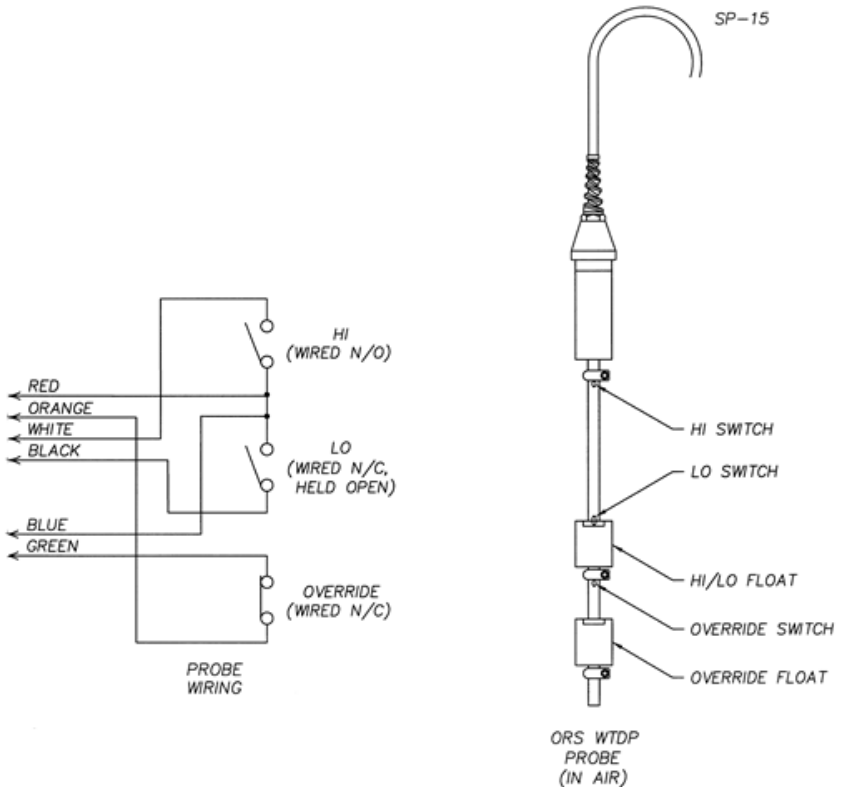 SP-15
HI
(WIRED N/O)
RED
ORANGE
WHITE
BLACK
LO
(WIRED N/C,
HELD OPEN)
BLUE
GREEN
OVERRIDE
(WIRED N/C)
PROBE
WIRING
HI SWITCH
LO SWITCH
HI/LO FLOAT
OVERRIDE SWITCH
OVERRIDE FLOAT
ORS WTDP
PROBE
(IN AIR)